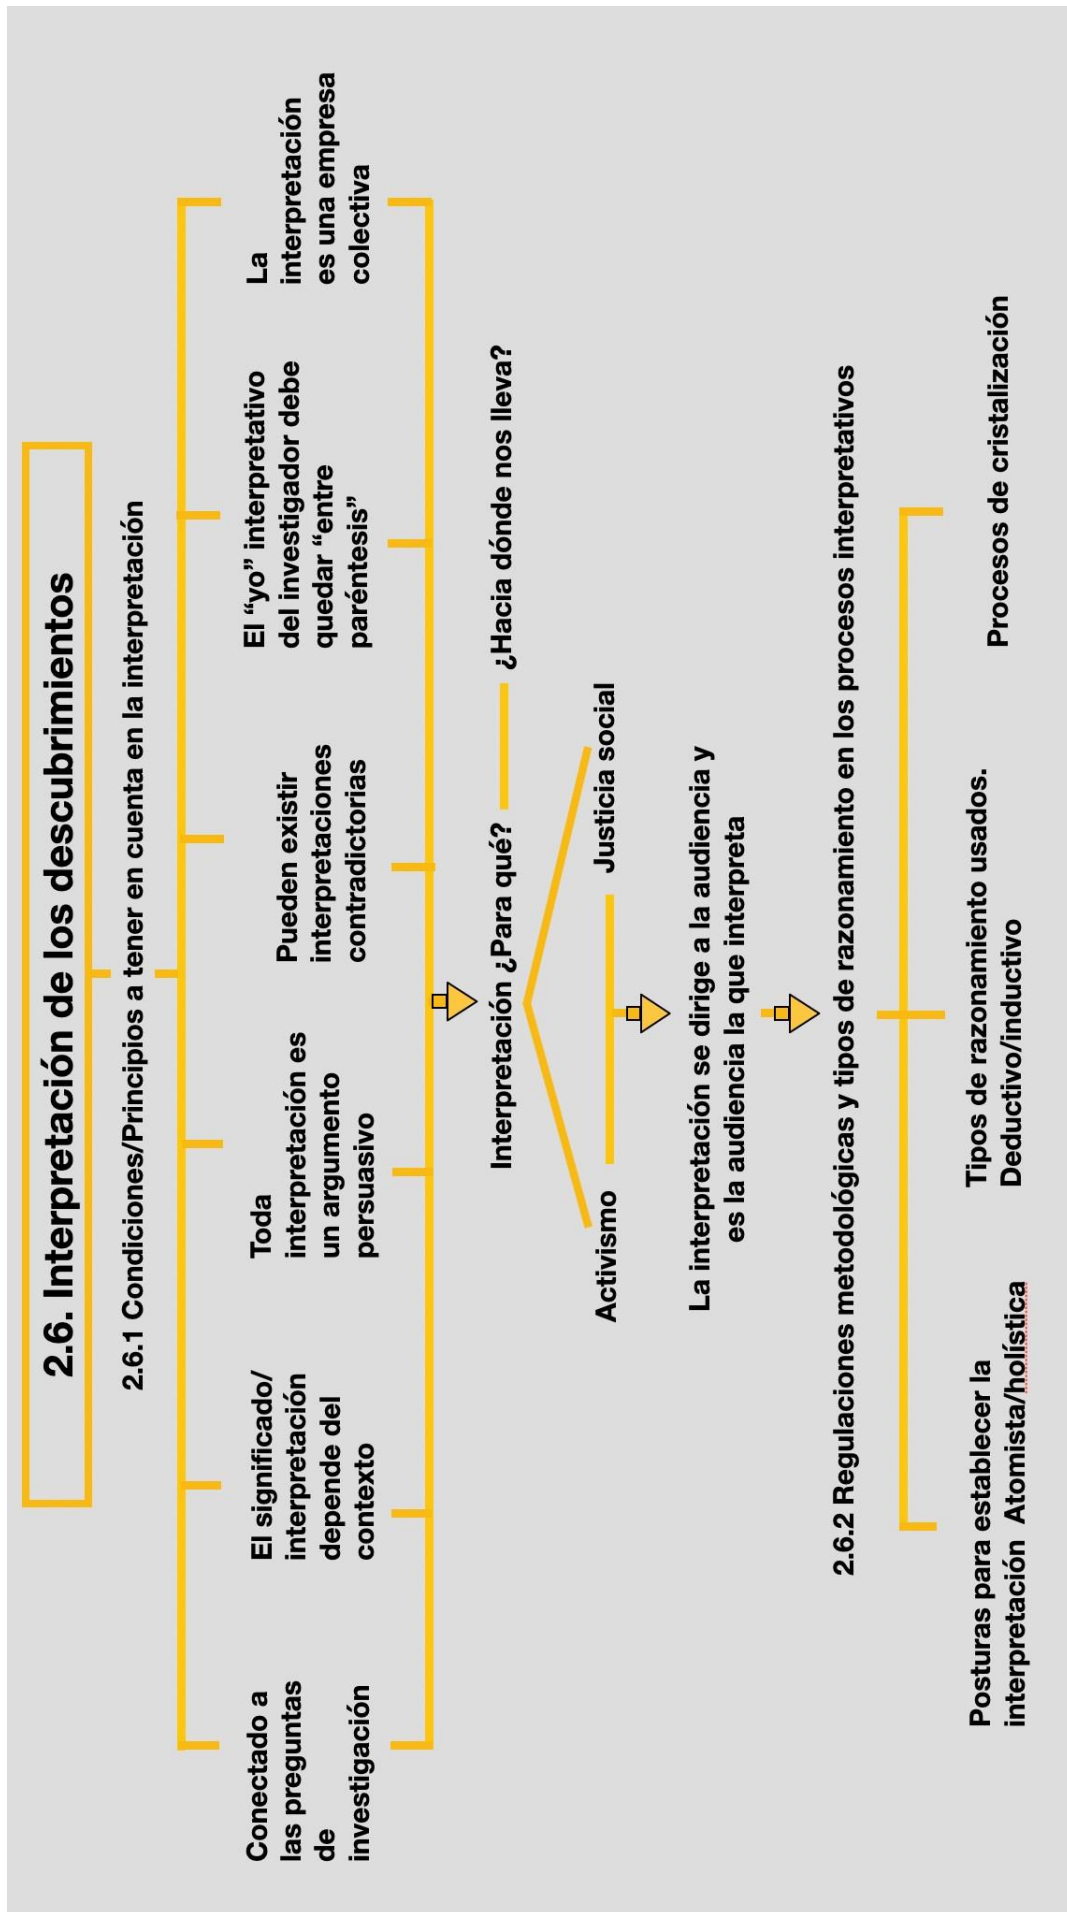 2.6. Interpretación de los descubrimientos
2.6.1 Condiciones/Principios a tener en cuenta en la interpretación
Conectado a
las preguntas
de
investigación
El significado/
interpretación
depende del
contexto
Toda
interpretación es
un argumento
persuasivo
Pueden existir
interpretaciones
contradictorias
El “yo” interpretativo
del investigador debe
quedar “entre
paréntesis”
La
interpretación
es una empresa
colectiva
Interpretación ¿Para qué?
¿Hacia dónde nos lleva?
Activismo
Justicia social
La interpretación se dirige a la audiencia y
es la audiencia la que interpreta
2.6.2 Regulaciones metodológicas y tipos de razonamiento en los procesos interpretativos
Posturas para establecer la
interpretación Atomista/holística
Tipos de razonamiento usados.
Deductivo/inductivo
Procesos de cristalización